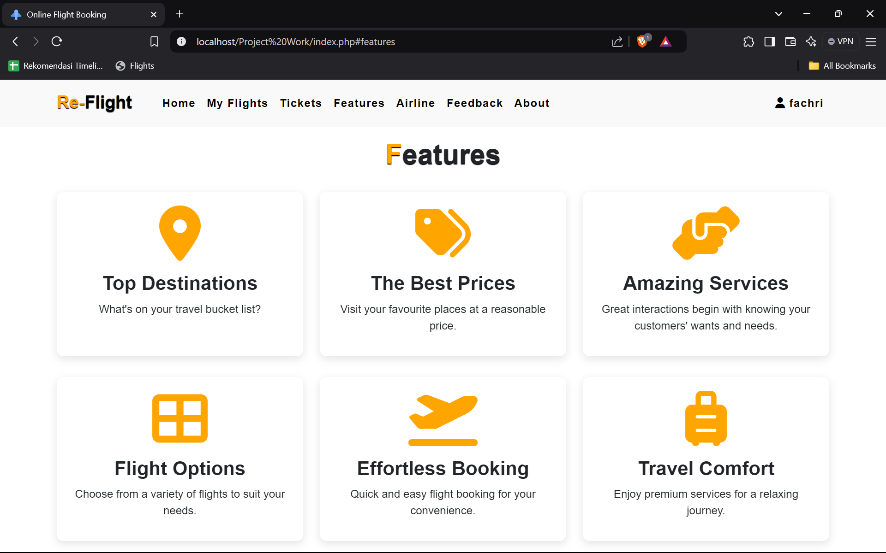 Online Flight Booking
localhost/Project%20Work/index.php#features
1
VPN
Rekomendasi Timeli...
Flights
All Bookmarks
Re-Flight
Home
My Flights
Tickets
Features
Airline
Feedback
About
fachri
Features
Top Destinations
What's on your travel bucket list?
The Best Prices
Visit your favourite places at a reasonable
price.
Amazing Services
Great interactions begin with knowing your
customers' wants and needs.
Flight Options
Choose from a variety of flights to suit your
needs.
Effortless Booking
Quick and easy flight booking for your
convenience.
Travel Comfort
Enjoy premium services for a relaxing
journey.